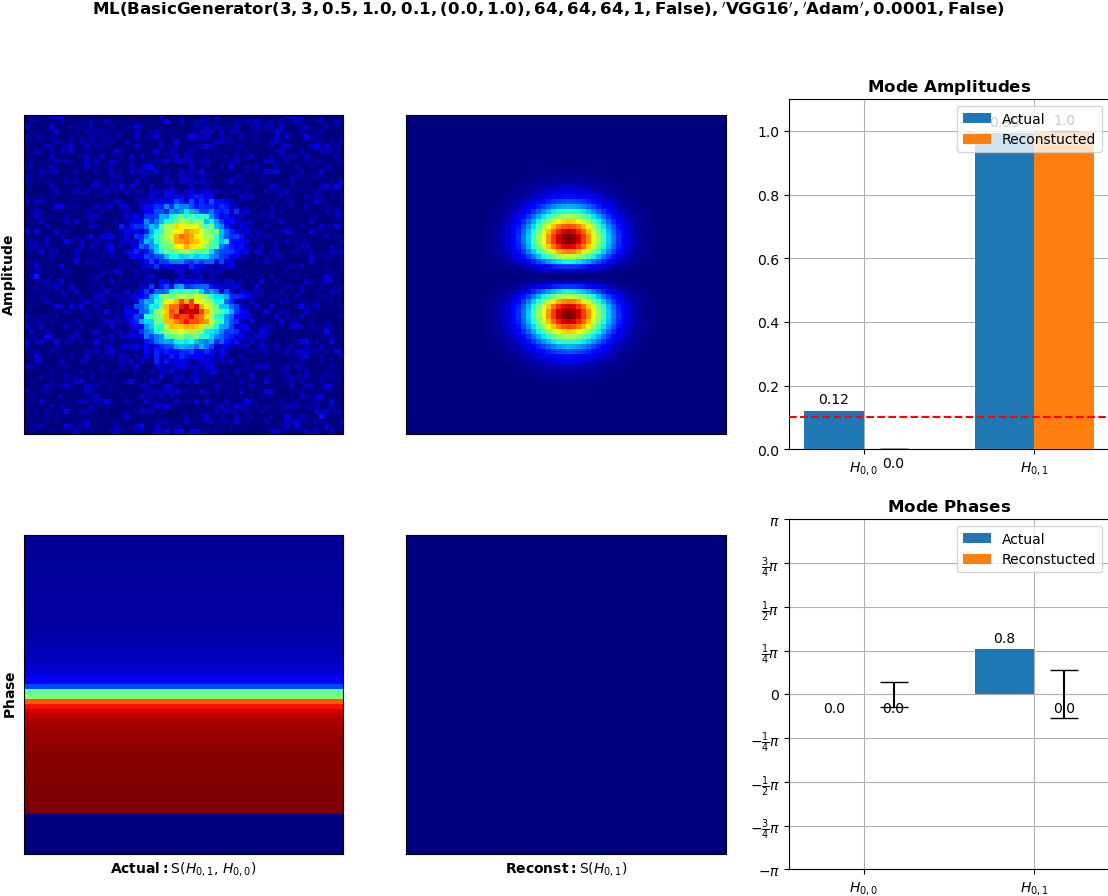 ML(BasicGenerator(3, 3, 0.5, 1.0, 0.1, (0.0, 1.0), 64, 64, 64, 1, False), ′VGG16′, ′Adam′, 0.0001, False)
Amplitude
Mode Amplitudes
Actual
Reconstucted
1.0
1.0
0.8
0.6
0.4
0.2
0.0
0.12
0.0
H0, 0
H0, 1
Phase
Actual: S(H0, 1, H0, 0)
Reconst: S(H0, 1)
Mode Phases
Actual
Reconstucted
π
3/4π
1/2π
1/4π
0
−1/4π
−1/2π
−3/4π
−π
0.0
0.0
0.8
0.0
H0, 0
H0, 1